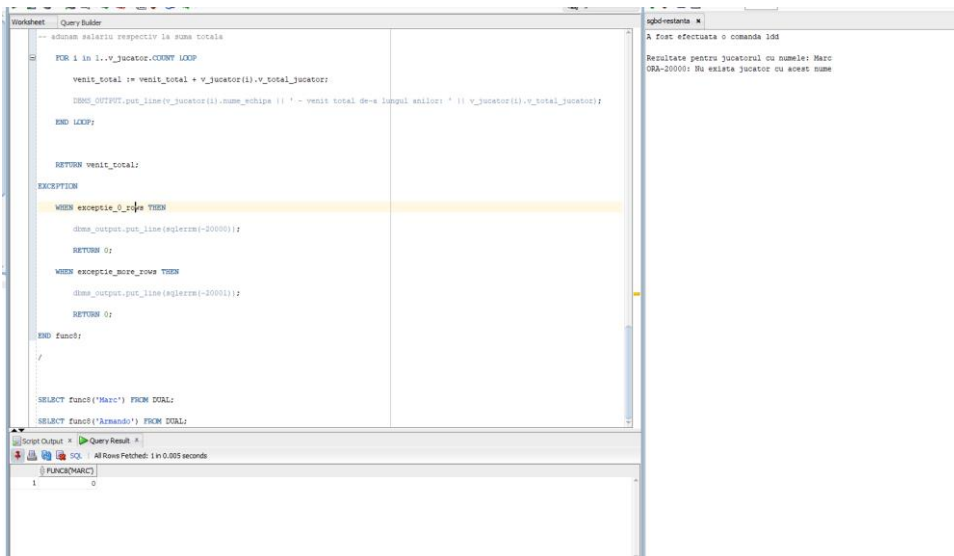 Worksheet Query Builder
-- adunam salariu respectiv la suma totala
FOR i in 1..v_jucator.COUNT LOOP
venit_total := venit_total + v_jucator(i).v_total_jucator;
DBMS_OUTPUT.put_line(v_jucator(i).nume_echipa || ' - venit total de-a lungul anilor: ' || v_jucator(i).v_total_jucator);
END LOOP;
RETURN venit_total;
EXCEPTION
WHEN exceptie_0_rows THEN
dbms_output.put_line(sqlerrm(-20000));
RETURN 0;
WHEN exceptie_more_rows THEN
dbms_output.put_line(sqlerrm(-20001));
RETURN 0;
END func8;
/
SELECT func8('Marc') FROM DUAL;
SELECT func8('Armando') FROM DUAL;
Script Output × Query Result ×
SQL | All Rows Fetched: 1 in 0.005 seconds
FUNC8('MARC')
1 0
sgbd-restanta ×
A fost efectuata o comanda ldd
Rezultate pentru jucatorul cu numele: Marc
ORA-20000: Nu exista jucator cu acest nume